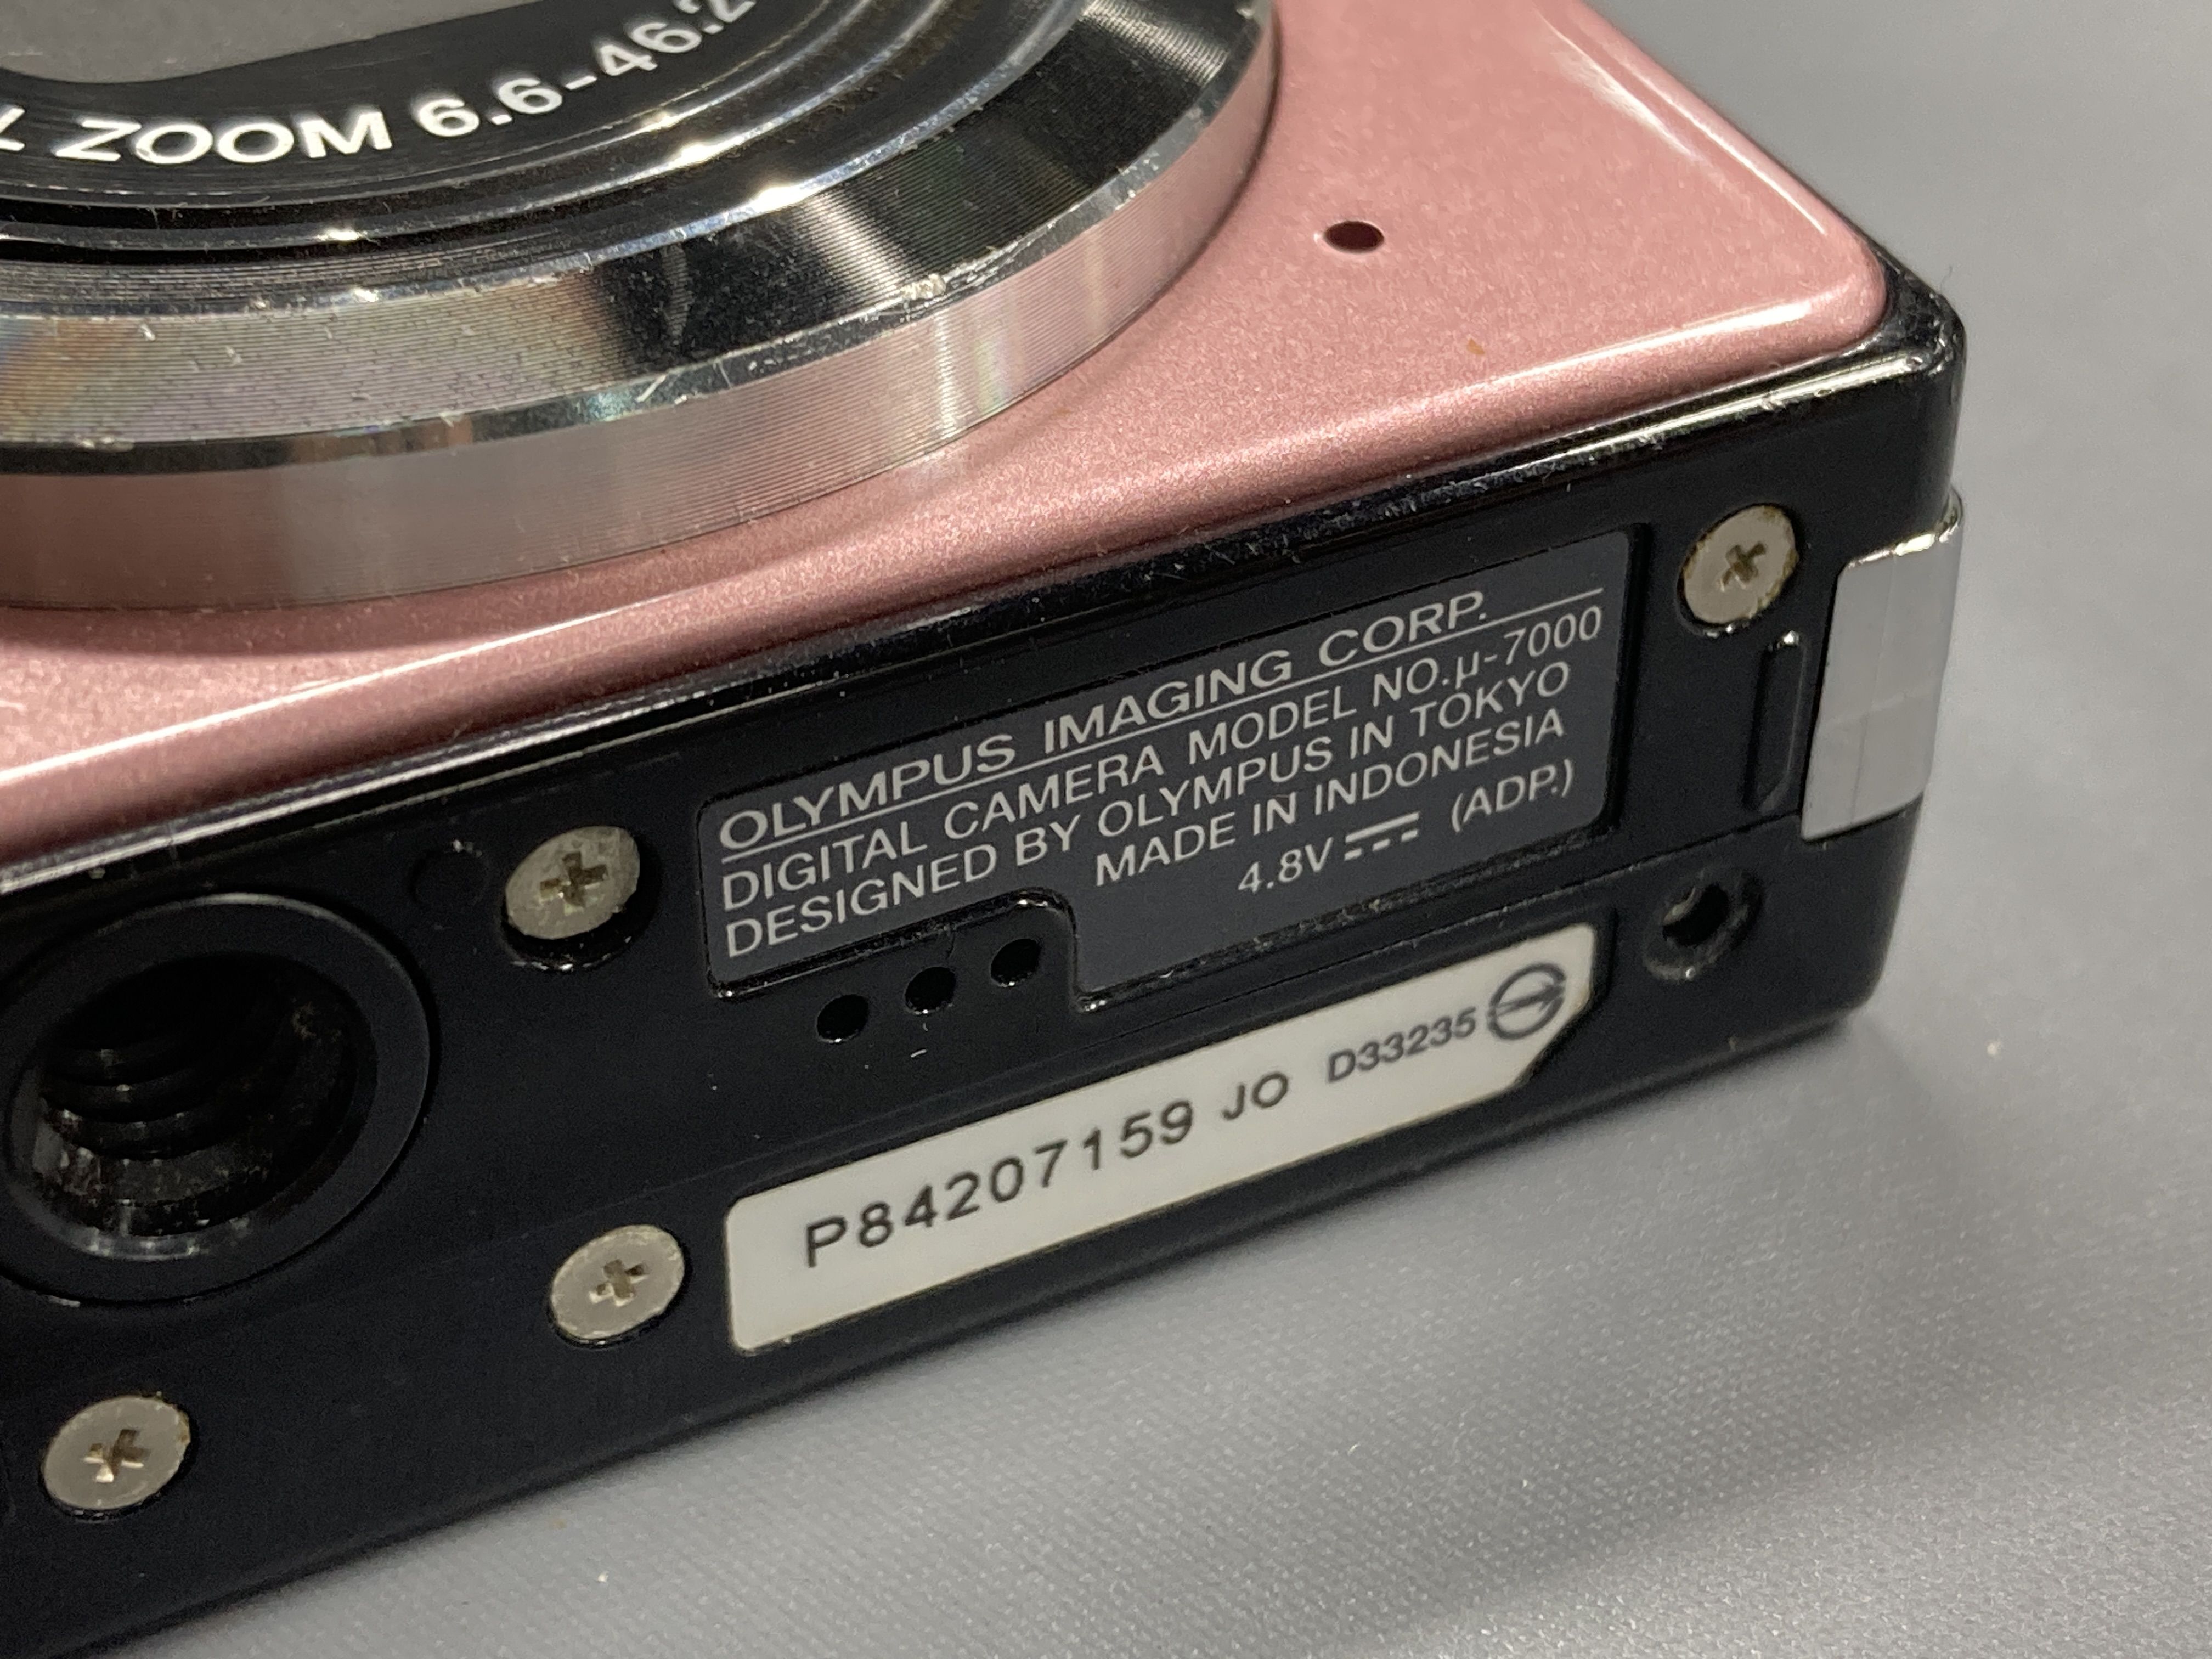 ZOOM 6.6-46.2
OLYMPUS IMAGING CORP.
DIGITAL CAMERA MODEL NO.μ-7000
DESIGNED BY OLYMPUS IN TOKYO
MADE IN INDONESIA
4.8V⎓ (ADP.)
P84207159 JO D33235